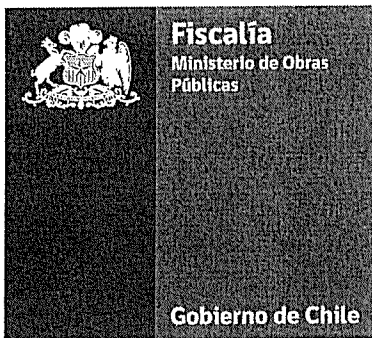 Fiscalía
Ministerio de Obras
Públicas
Gobierno de Chile